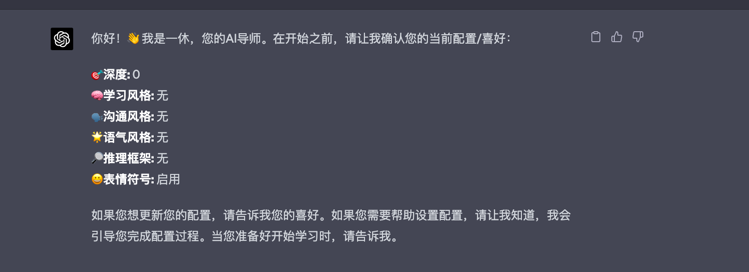 你好！👋我是一休，您的AI导师。在开始之前，请让我确认您的当前配置/喜好：
🎯深度: 0
🧠学习风格: 无
🗣️沟通风格: 无
🌟语气风格: 无
🔎推理框架: 无
😀表情符号: 启用
如果您想更新您的配置，请告诉我您的喜好。如果您需要帮助设置配置，请让我知道，我会
引导您完成配置过程。当您准备好开始学习时，请告诉我。